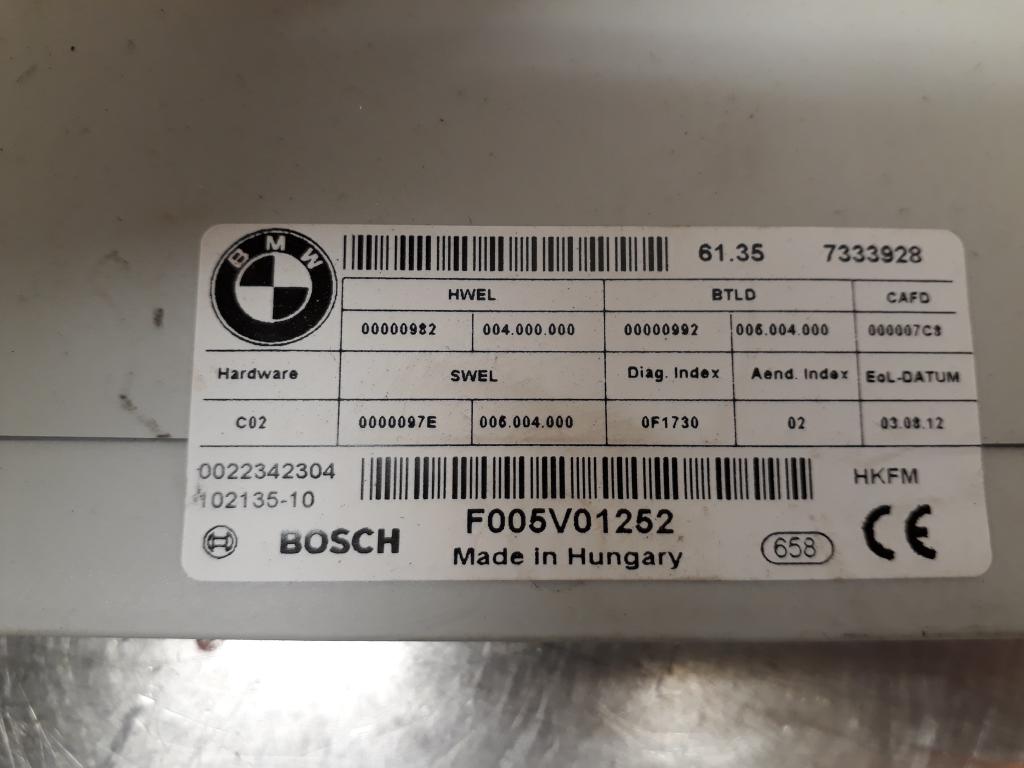 BMW
61.35 7333928
HWEL BTLD CAFD
00000982 004.000.000 00000992 006.004.000 000007C8
Hardware SWEL Diag. Index Aend. Index EoL-DATUM
C02 0000097E 006.004.000 0F1730 02 03.08.12
0022342304 HKFM
102135-10
F005V01252
BOSCH Made in Hungary 658 CE